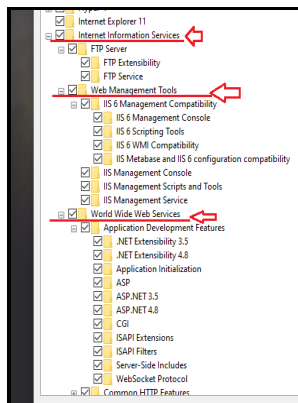 Internet Explorer 11
Internet Information Services
FTP Server
FTP Extensibility
FTP Service
Web Management Tools
IIS 6 Management Compatibility
IIS 6 Management Console
IIS 6 Scripting Tools
IIS 6 WMI Compatibility
IIS Metabase and IIS 6 configuration compatibility
IIS Management Console
IIS Management Scripts and Tools
IIS Management Service
World Wide Web Services
Application Development Features
.NET Extensibility 3.5
.NET Extensibility 4.8
Application Initialization
ASP
ASP.NET 3.5
ASP.NET 4.8
CGI
ISAPI Extensions
ISAPI Filters
Server-Side Includes
WebSocket Protocol
Common HTTP Features